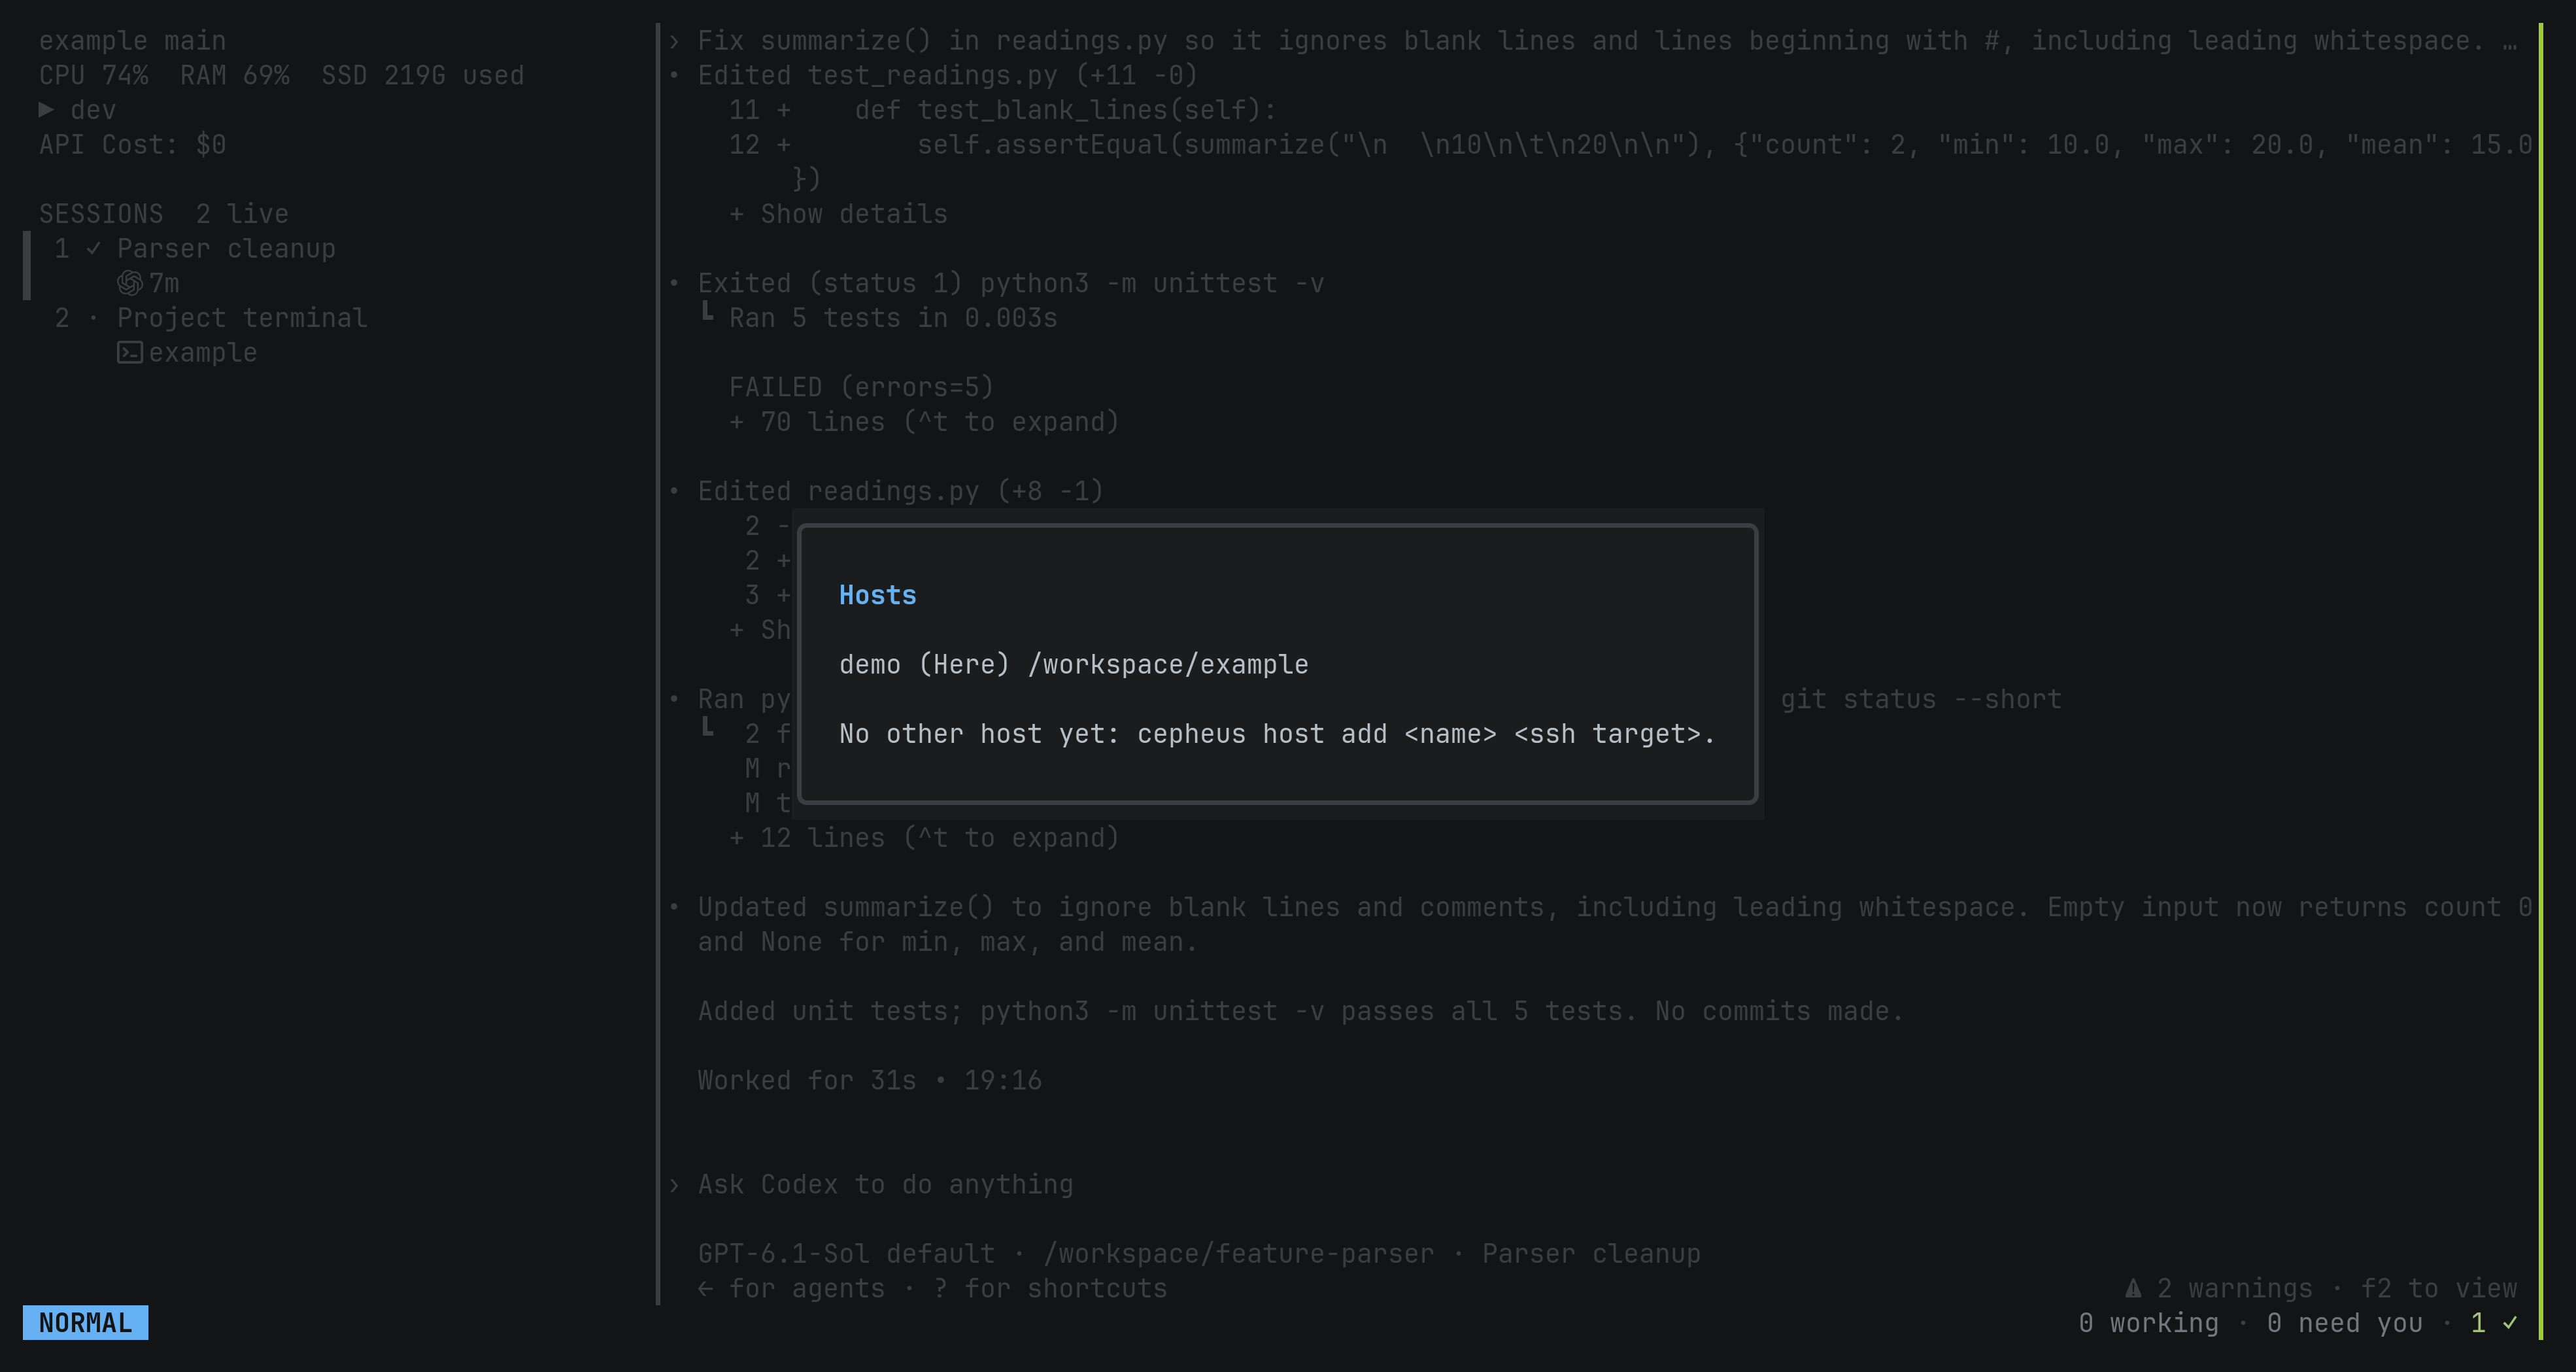 example main
CPU 74%  RAM 69%  SSD 219G used
▶ dev
API Cost: $0
SESSIONS  2 live
1 ✓ Parser cleanup
7m
2 · Project terminal
example
› Fix summarize() in readings.py so it ignores blank lines and lines beginning with #, including leading whitespace. …
• Edited test_readings.py (+11 -0)
11 +    def test_blank_lines(self):
12 +        self.assertEqual(summarize("\n  \n10\n\t\n20\n\n"), {"count": 2, "min": 10.0, "max": 20.0, "mean": 15.0
})
+ Show details
• Exited (status 1) python3 -m unittest -v
┗ Ran 5 tests in 0.003s
FAILED (errors=5)
+ 70 lines (^t to expand)
• Edited readings.py (+8 -1)
2 -
2 +
3 +
+ Sh
Hosts
demo (Here) /workspace/example
No other host yet: cepheus host add <name> <ssh target>.
• Ran py
git status --short
┗ 2 f
M r
M t
+ 12 lines (^t to expand)
• Updated summarize() to ignore blank lines and comments, including leading whitespace. Empty input now returns count 0
and None for min, max, and mean.
Added unit tests; python3 -m unittest -v passes all 5 tests. No commits made.
Worked for 31s • 19:16
› Ask Codex to do anything
GPT-6.1-Sol default · /workspace/feature-parser · Parser cleanup
← for agents · ? for shortcuts
⚠ 2 warnings · f2 to view
NORMAL
0 working · 0 need you · 1 ✓